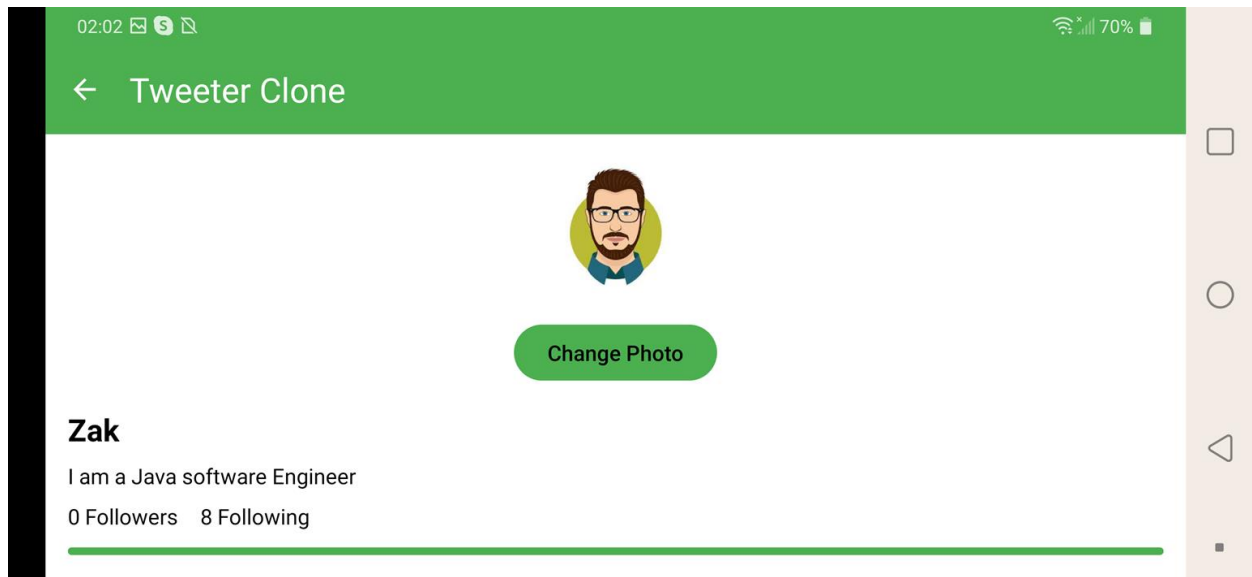 02:02 S 70%
Tweeter Clone
Change Photo
Zak
I am a Java software Engineer
0 Followers 8 Following